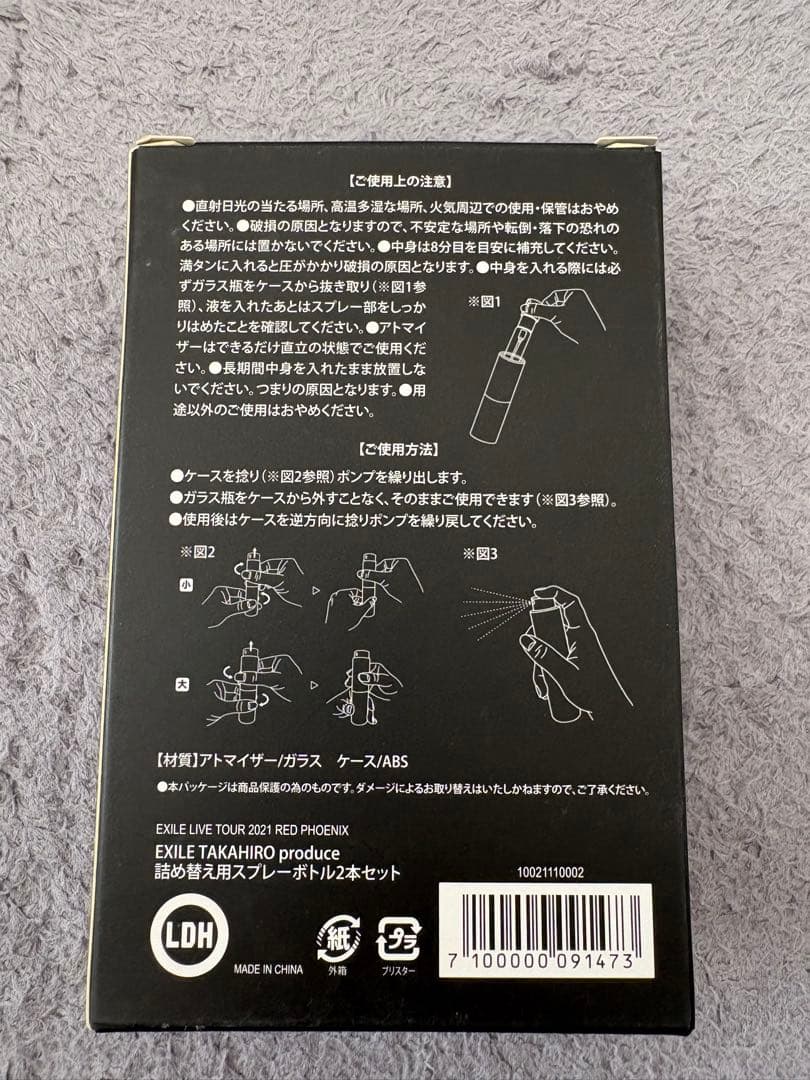 【ご使用上の注意】
●直射日光の当たる場所、高温多湿な場所、火気周辺での使用・保管はおやめ
ください。●破損の原因となりますので、不安定な場所や転倒・落下の恐れの
ある場所には置かないでください。●中身は8分目を目安に補充してください。
満タンに入れると圧がかかり破損の原因となります。●中身を入れる際には必
ずガラス瓶をケースから抜き取り（※図1参
照）、液を入れたあとはスプレー部をしっか
りはめたことを確認してください。●アトマイ
ザーはできるだけ直立の状態でご使用くだ
さい。●長期間中身を入れたまま放置しな
いでください。つまりの原因となります。●用
途以外のご使用はおやめください。
※図1
【ご使用方法】
●ケースを捻り（※図2参照）ポンプを繰り出します。
●ガラス瓶をケースから外すことなく、そのままご使用できます（※図3参照）。
●使用後はケースを逆方向に捻りポンプを繰り戻してください。
※図2
※図3
小
大
【材質】アトマイザー/ガラス　ケース/ABS
●本パッケージは商品保護の為のものです。ダメージによるお取り替えはいたしかねますので、ご了承ください。
EXILE LIVE TOUR 2021 RED PHOENIX
EXILE TAKAHIRO produce
詰め替え用スプレーボトル2本セット
10021110002
LDH
MADE IN CHINA
紙
外箱
プラ
ブリスター
7 100000 091473